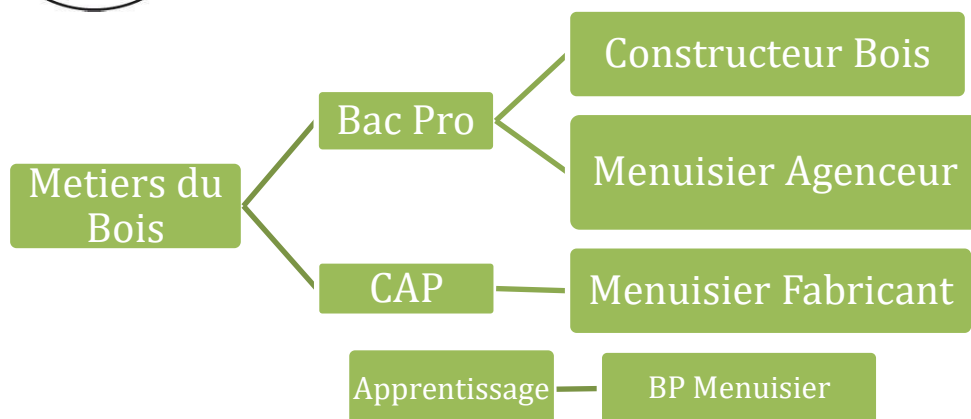 Constructeur Bois
Bac Pro
Menuisier Agenceur
Metiers du
Bois
CAP
Menuisier Fabricant
Apprentissage
BP Menuisier